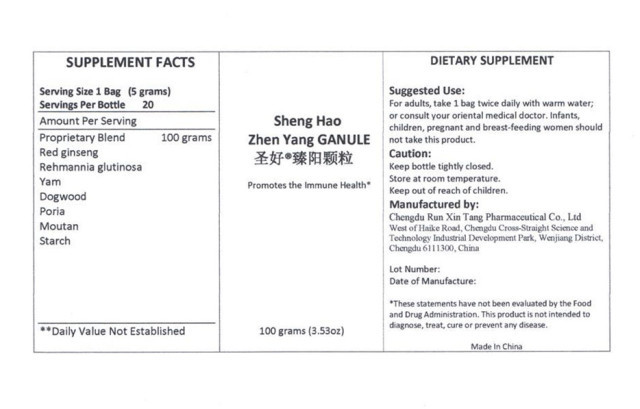 SUPPLEMENT FACTS
Serving Size 1 Bag (5 grams)
Servings Per Bottle 20
Amount Per Serving
Proprietary Blend 100 grams
Red ginseng
Rehmannia glutinosa
Yam
Dogwood
Poria
Moutan
Starch
**Daily Value Not Established
Sheng Hao
Zhen Yang GANULE
圣好®臻阳颗粒
Promotes the Immune Health*
100 grams (3.53oz)
DIETARY SUPPLEMENT
Suggested Use:
For adults, take 1 bag twice daily with warm water;
or consult your oriental medical doctor. Infants,
children, pregnant and breast-feeding women should
not take this product.
Caution:
Keep bottle tightly closed.
Store at room temperature.
Keep out of reach of children.
Manufactured by:
Chengdu Run Xin Tang Pharmaceutical Co., Ltd
West of Haike Road, Chengdu Cross-Straight Science and
Technology Industrial Development Park, Wenjiang District,
Chengdu 6111300, China
Lot Number:
Date of Manufacture:
*These statements have not been evaluated by the Food
and Drug Administration. This product is not intended to
diagnose, treat, cure or prevent any disease.
Made In China